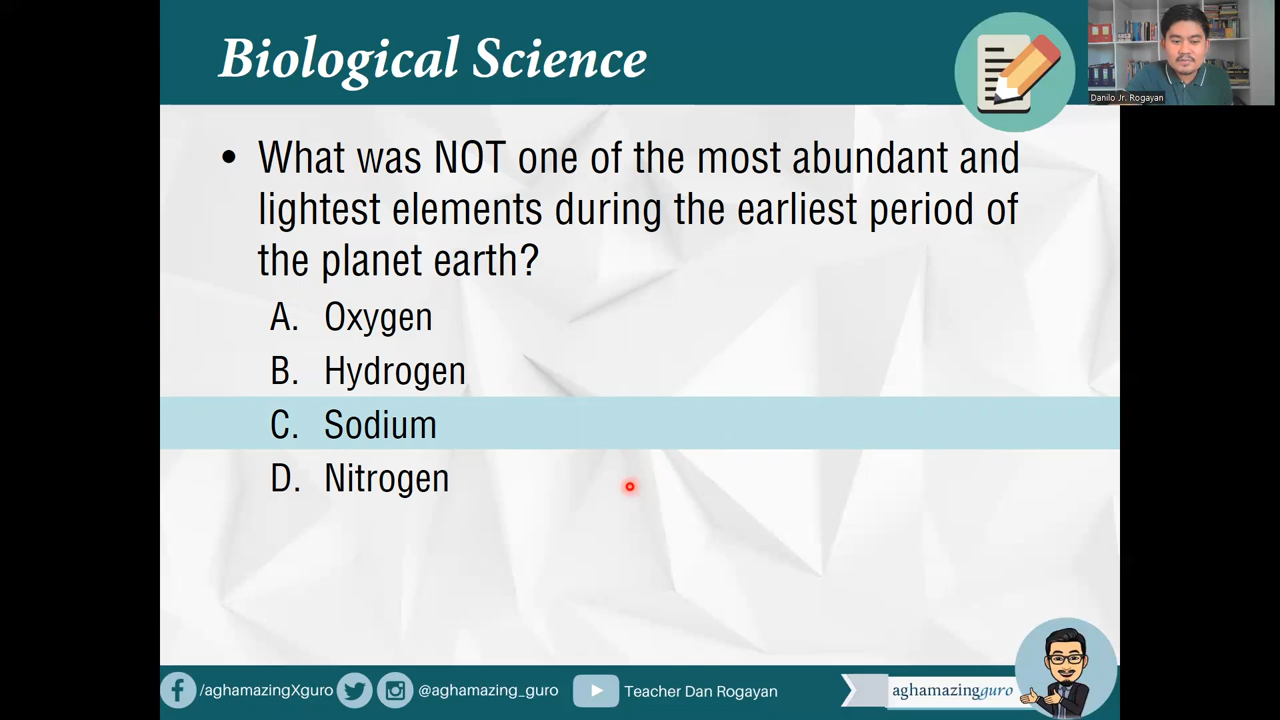 Biological Science
Danilo Jr. Rogayan
• What was NOT one of the most abundant and
lightest elements during the earliest period of
the planet earth?
A. Oxygen
B. Hydrogen
C. Sodium
D. Nitrogen
/aghamazingXguro
@aghamazing_guro
Teacher Dan Rogayan
aghamazingguro